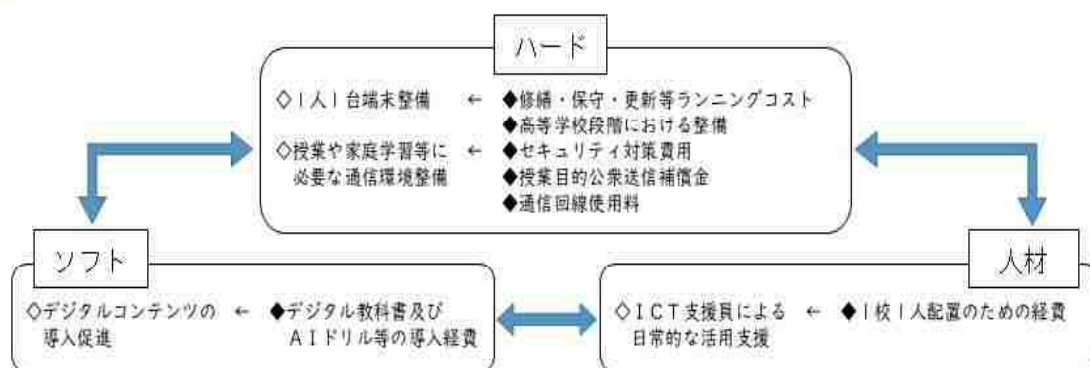 ハード
◇1人1台端末整備 ← ◆修繕・保守・更新等ランニングコスト
◆高等学校段階における整備
◇授業や家庭学習等に ← ◆セキュリティ対策費用
必要な通信環境整備 ◆授業目的公衆送信補償金
◆通信回線使用料
ソフト
◇デジタルコンテンツの ← ◆デジタル教科書及び
導入促進 AIドリル等の導入経費
人材
◇ICT支援員による ← ◆1校1人配置のための経費
日常的な活用支援